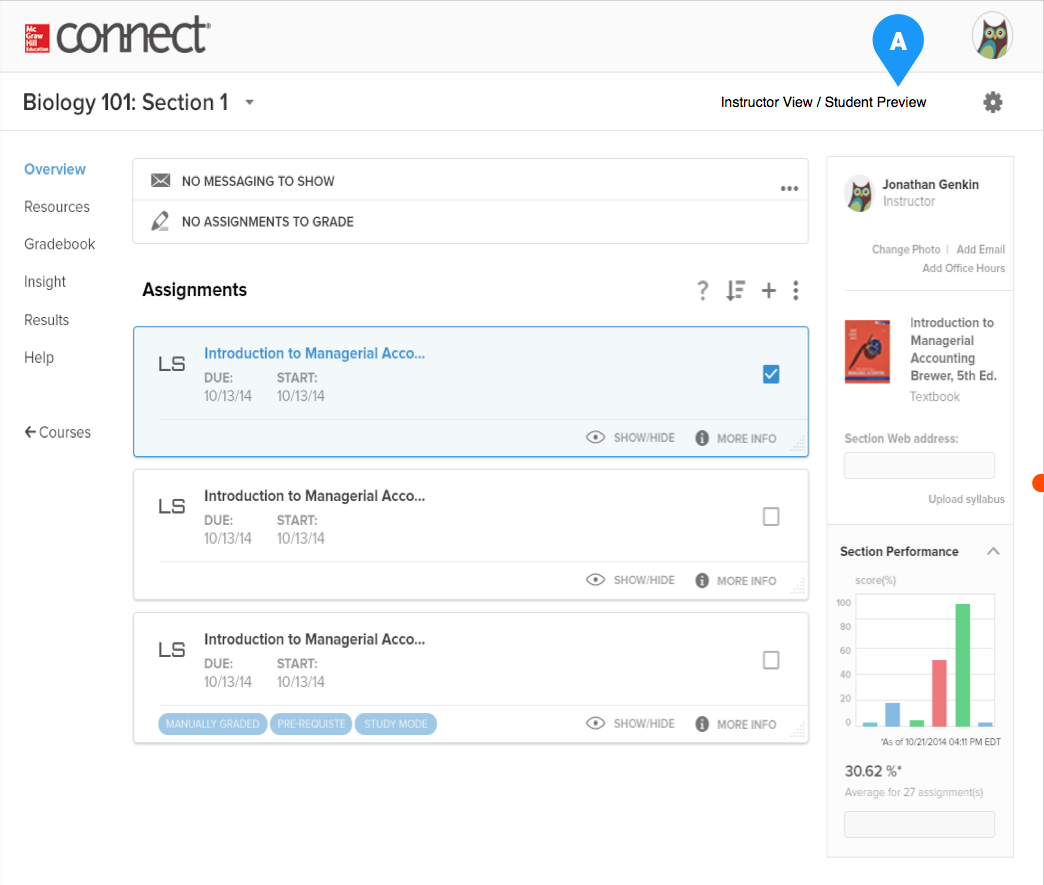 Mc
Graw
Hill
Education
connect®
A
Biology 101: Section 1
Instructor View / Student Preview
Overview
Resources
Gradebook
Insight
Results
Help
Courses
NO MESSAGING TO SHOW
NO ASSIGNMENTS TO GRADE
Assignments
?
LS
Introduction to Managerial Acco...
DUE: START:
10/13/14 10/13/14
SHOW/HIDE MORE INFO
LS
Introduction to Managerial Acco...
DUE: START:
10/13/14 10/13/14
SHOW/HIDE MORE INFO
LS
Introduction to Managerial Acco...
DUE: START:
10/13/14 10/13/14
MANUALLY GRADED PRE-REQUISTE STUDY MODE SHOW/HIDE MORE INFO
Jonathan Genkin
Instructor
Change Photo | Add Email
Add Office Hours
Introduction to
Managerial
Accounting
Brewer, 5th Ed.
Textbook
Section Web address:
Upload syllabus
Section Performance
score(%)
100
80
60
40
20
0
*As of 10/21/2014 04:11 PM EDT
30.62 %*
Average for 27 assignment(s)